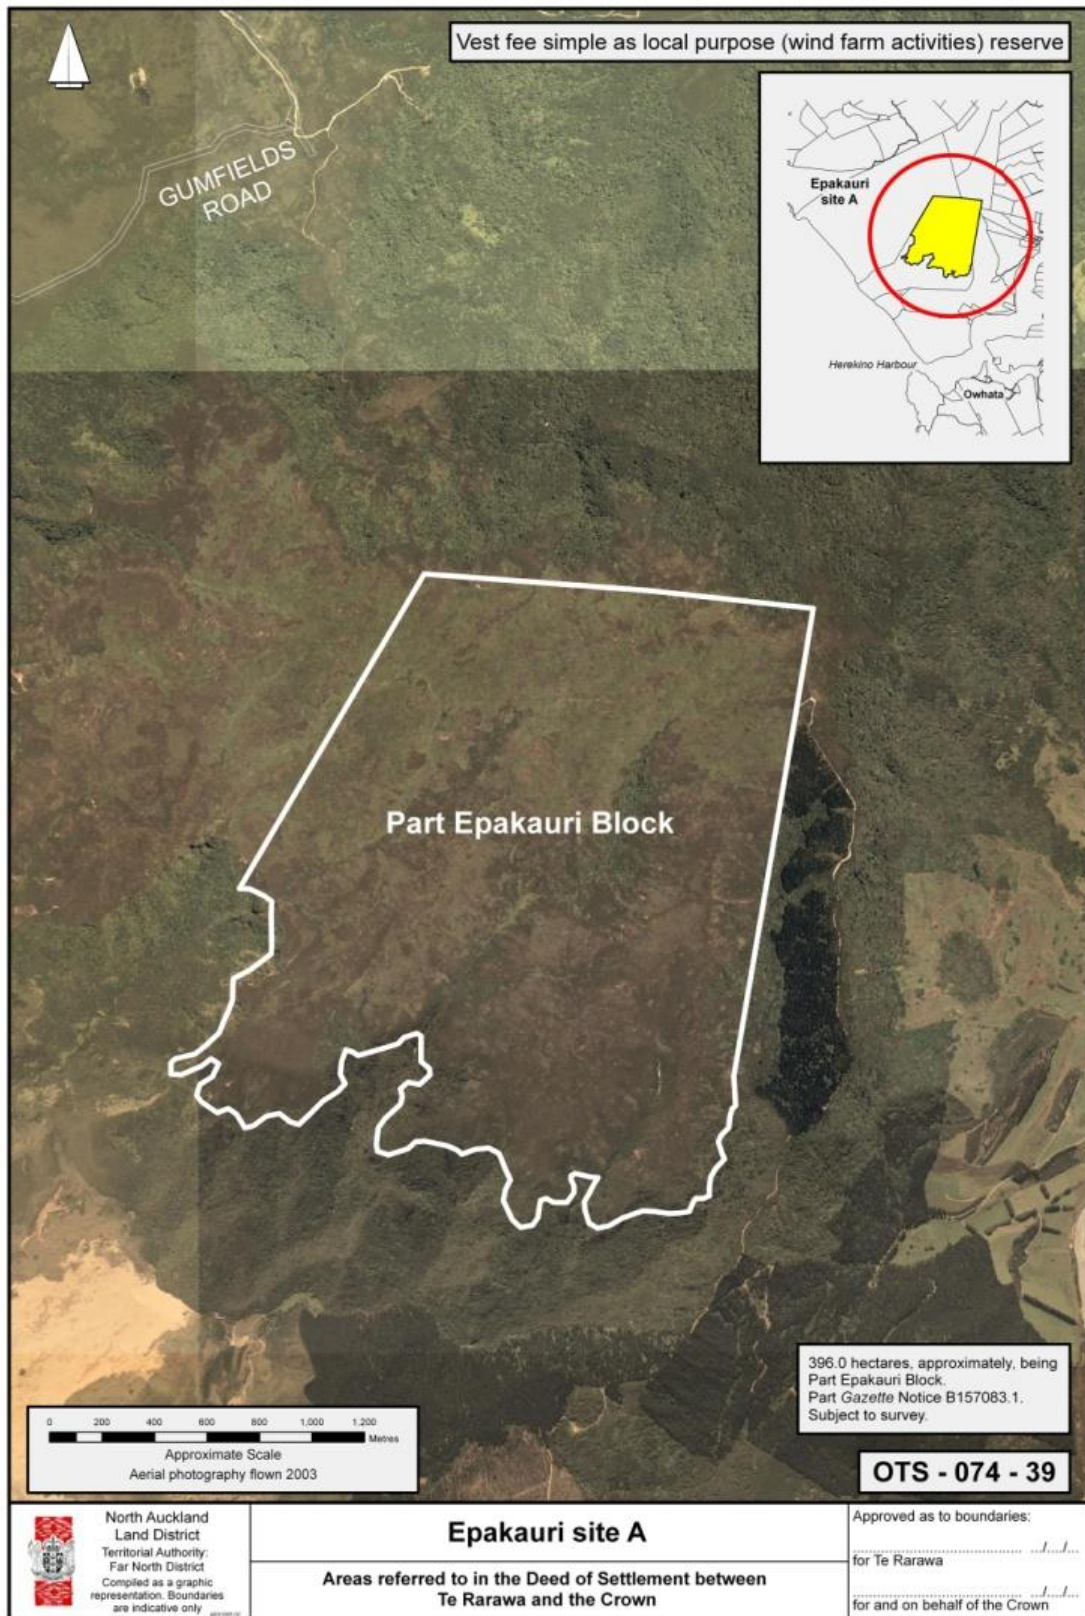 Vest fee simple as local purpose (wind farm activities) reserve
GUMFIELDS
ROAD
Epakauri
site A
Herekino Harbour
Owhata
Part Epakauri Block
396.0 hectares, approximately, being
Part Epakauri Block.
Part Gazette Notice B157083.1.
Subject to survey.
0 200 400 600 800 1,000 1,200
Metres
Approximate Scale
Aerial photography flown 2003
OTS - 074 - 39
North Auckland
Land District
Territorial Authority:
Far North District
Compiled as a graphic
representation. Boundaries
are indicative only
Epakauri site A
Areas referred to in the Deed of Settlement between
Te Rarawa and the Crown
Approved as to boundaries:
............................... ..../..../....
for Te Rarawa
............................... ..../..../....
for and on behalf of the Crown